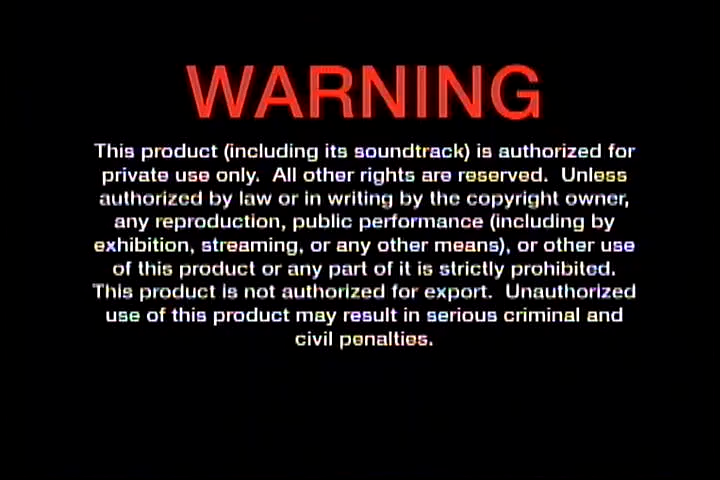 WARNING
This product (including its soundtrack) is authorized for
private use only.  All other rights are reserved.  Unless
authorized by law or in writing by the copyright owner,
any reproduction, public performance (including by
exhibition, streaming, or any other means), or other use
of this product or any part of it is strictly prohibited.
This product is not authorized for export.  Unauthorized
use of this product may result in serious criminal and
civil penalties.